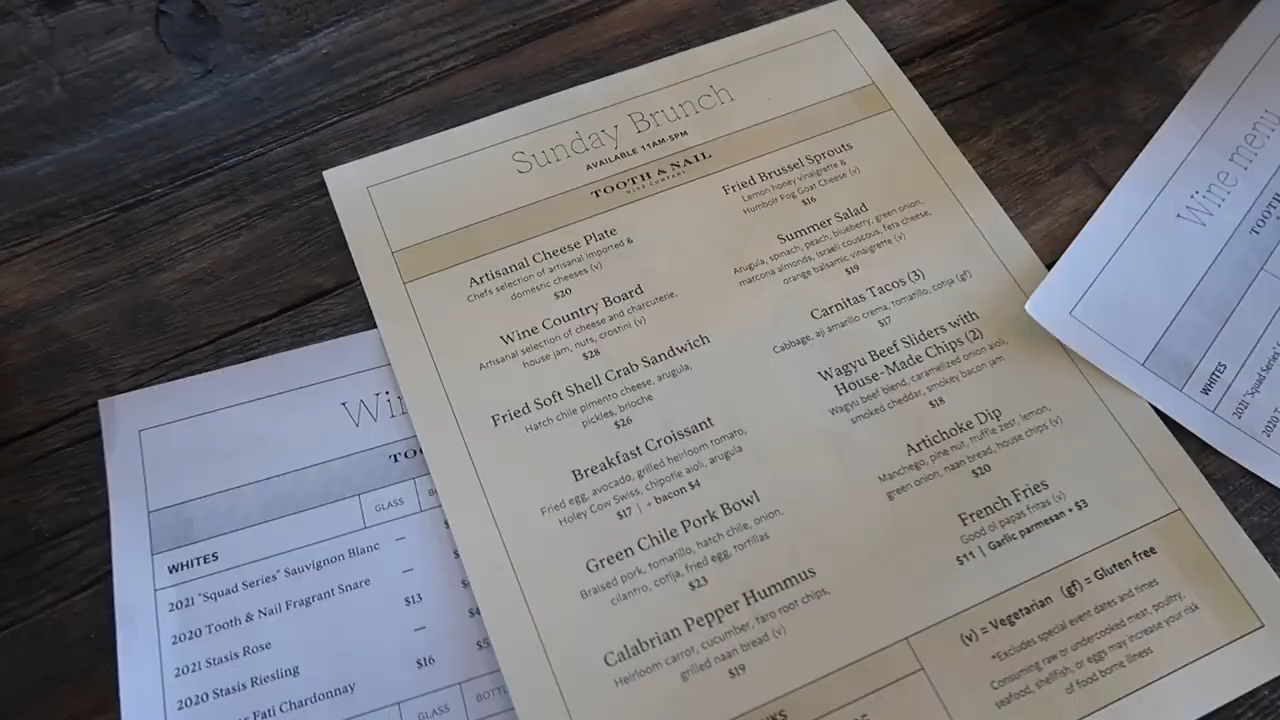 Sunday Brunch
AVAILABLE 11AM-5PM
TOOTH & NAIL
WINE COMPANY
Artisanal Cheese Plate
Chefs selection of artisanal imported &
domestic cheeses (v)
$20
Wine Country Board
Artisanal selection of cheese and charcuterie,
house jam, nuts, crostini (v)
$28
Fried Soft Shell Crab Sandwich
Hatch chile pimento cheese, arugula,
pickles, brioche
$26
Breakfast Croissant
Fried egg, avocado, grilled heirloom tomato,
Holey Cow Swiss, chipotle aioli, arugula
$17 | + bacon $4
Green Chile Pork Bowl
Braised pork, tomarillo, hatch chile, onion,
cilantro, cotija, fried egg, tortillas
$23
Calabrian Pepper Hummus
Heirloom carrot, cucumber, taro root chips,
grilled naan bread (v)
$19
Fried Brussel Sprouts
Lemon honey vinaigrette &
Humbolt Fog Goat Cheese (v)
$16
Summer Salad
Arugula, spinach, peach, blueberry, green onion,
marcona almonds, Israeli couscous, feta cheese,
orange balsamic vinaigrette (v)
$19
Carnitas Tacos (3)
Cabbage, aji amarillo crema, tomatillo, cotija (gf)
$17
Wagyu Beef Sliders with
House-Made Chips (2)
Wagyu beef blend, caramelized onion aioli,
smoked cheddar, smokey bacon jam
$18
Artichoke Dip
Manchego, pine nut, truffle zest, lemon,
green onion, naan bread, house chips (v)
$20
French Fries
Good ol papas fritas (v)
$11 | Garlic parmesan + $3
(v) = Vegetarian (gf) = Gluten free
*Excludes special event dates and times
Consuming raw or undercooked meat, poultry,
seafood, shellfish, or eggs may increase your risk
of food borne illness
GLASS
WHITES
2021 "Squad Series" Sauvignon Blanc —
2020 Tooth & Nail Fragrant Snare —
2021 Stasis Rose $13
2020 Stasis Riesling —
Fati Chardonnay $16
GLASS
Wine menu
WHITES
2021 "Squad Series"
2020